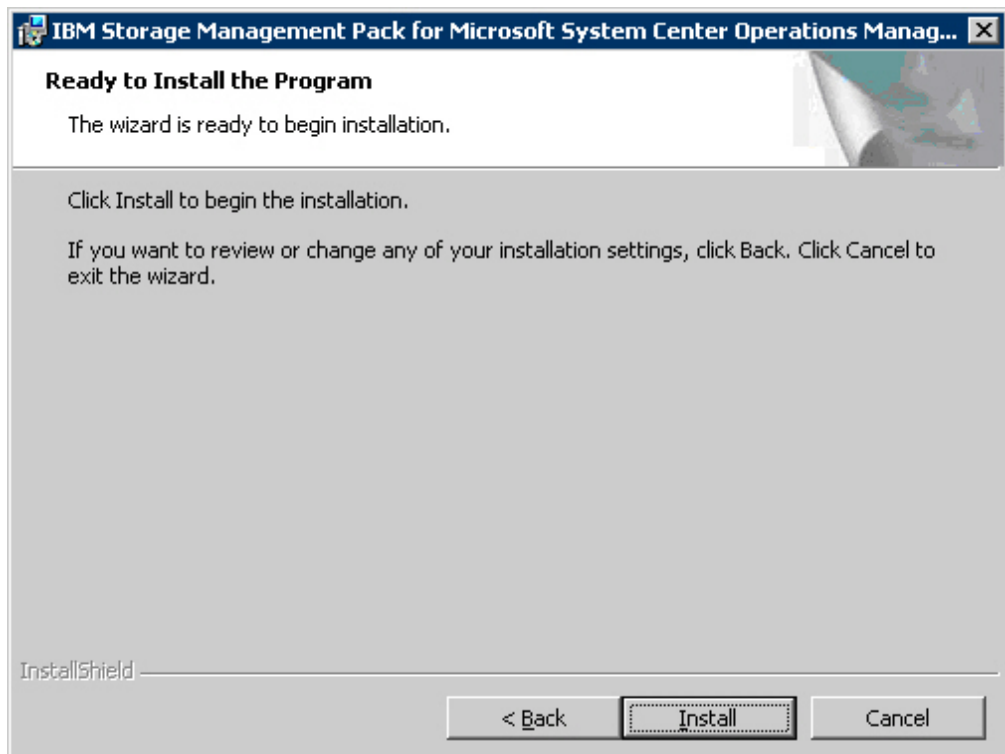 IBM Storage Management Pack for Microsoft System Center Operations Manag...
Ready to Install the Program
The wizard is ready to begin installation.
Click Install to begin the installation.
If you want to review or change any of your installation settings, click Back. Click Cancel to
exit the wizard.
InstallShield
< Back Install Cancel